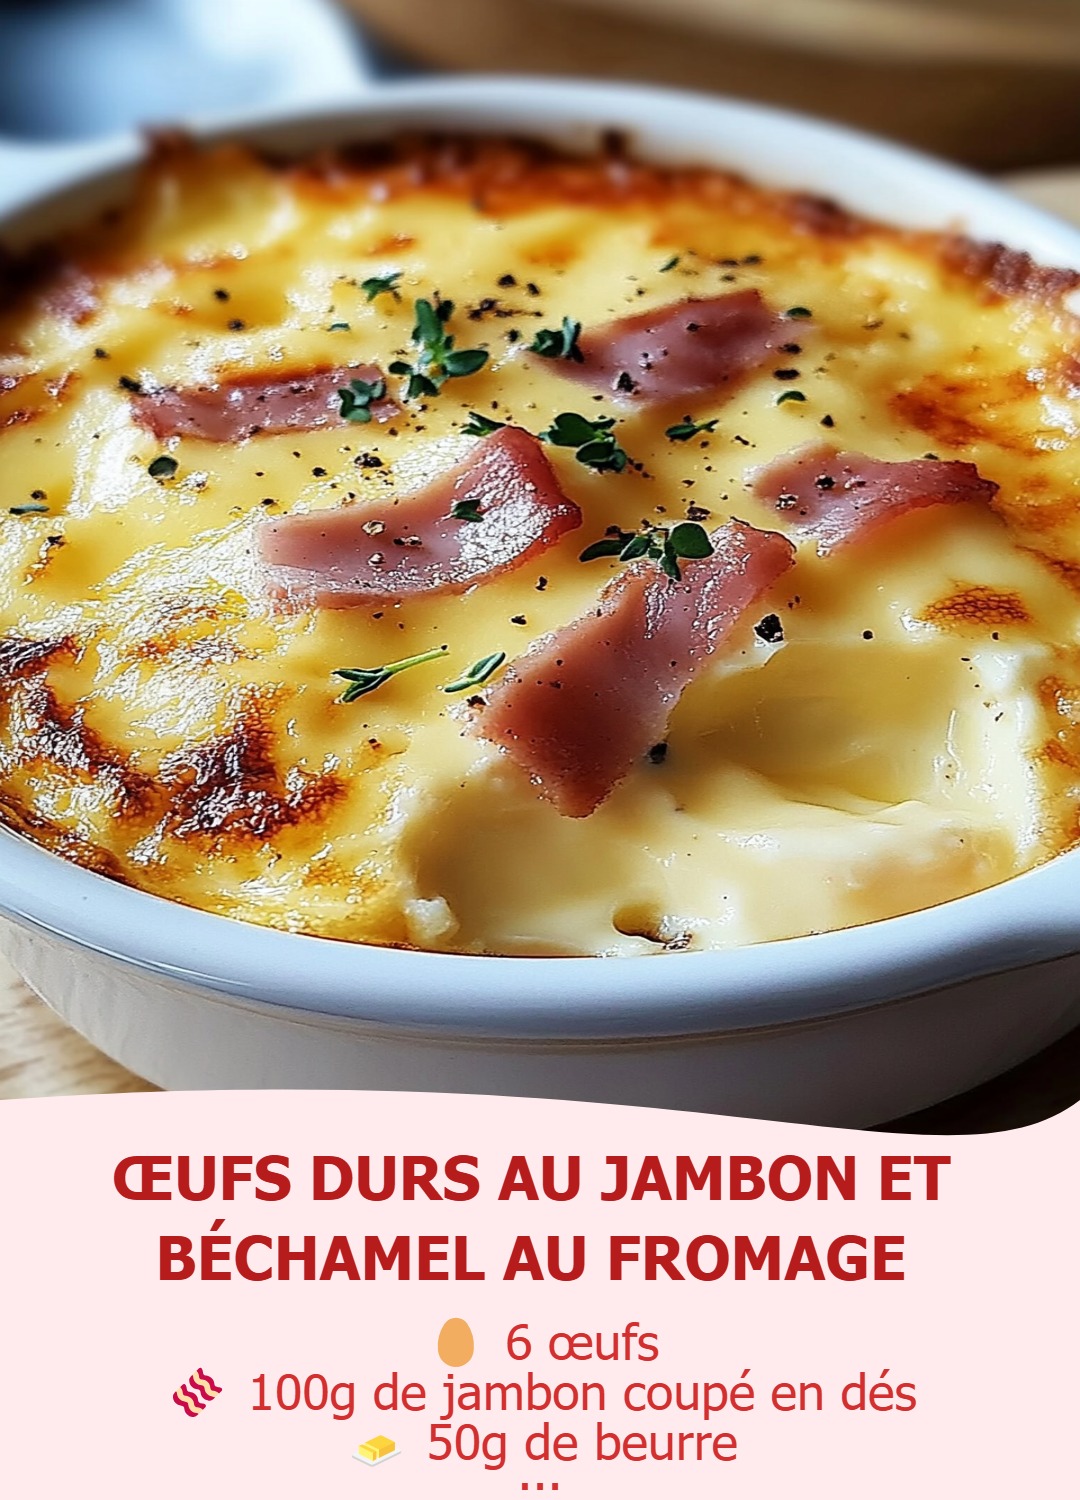 ŒUFS DURS AU JAMBON ET
BÉCHAMEL AU FROMAGE
🥚 6 œufs
🥓 100g de jambon coupé en dés
🧈 50g de beurre
...